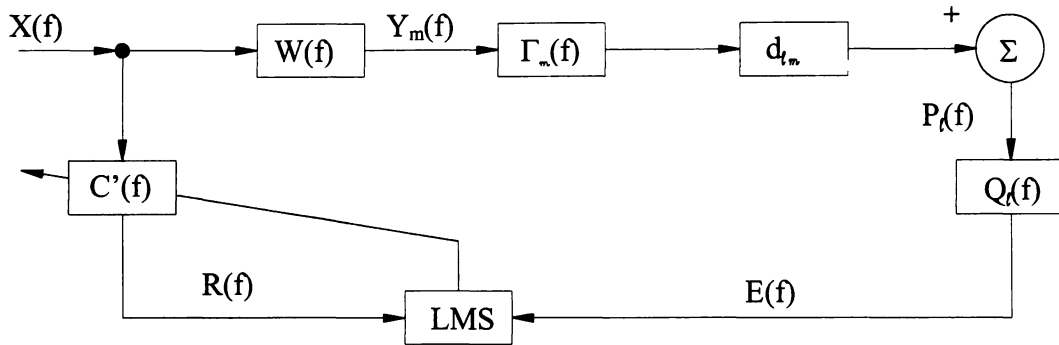 X(f)
W(f)
Yₘ(f)
Γₘ(f)
dℓₘ
+
Σ
Pℓ(f)
C'(f)
Qℓ(f)
R(f)
LMS
E(f)